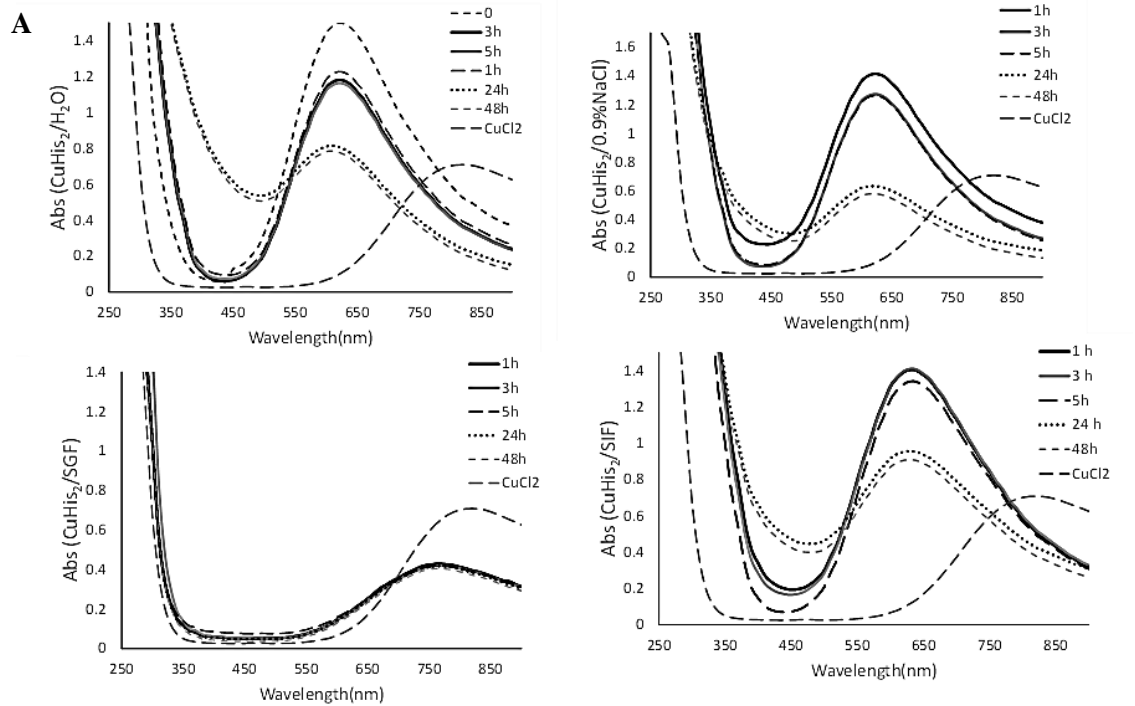 A
Abs (CuHis₂/H₂O)
1.4
1.2
1
0.8
0.6
0.4
0.2
0
250 350 450 550 650 750 850
Wavelength(nm)
0
3h
5h
1h
24h
48h
CuCl2
Abs (CuHis₂/0.9%NaCl)
1.6
1.4
1.2
1
0.8
0.6
0.4
0.2
0
250 350 450 550 650 750 850
Wavelength(nm)
1h
3h
5h
24h
48h
CuCl2
Abs (CuHis₂/SGF)
1.4
1.2
1
0.8
0.6
0.4
0.2
0
250 350 450 550 650 750 850
Wavelength(nm)
1h
3h
5h
24h
48h
CuCl2
Abs (CuHis₂/SIF)
1.4
1.2
1
0.8
0.6
0.4
0.2
0
250 350 450 550 650 750 850
Wavelength(nm)
1 h
3 h
5h
24 h
48h
CuCl2